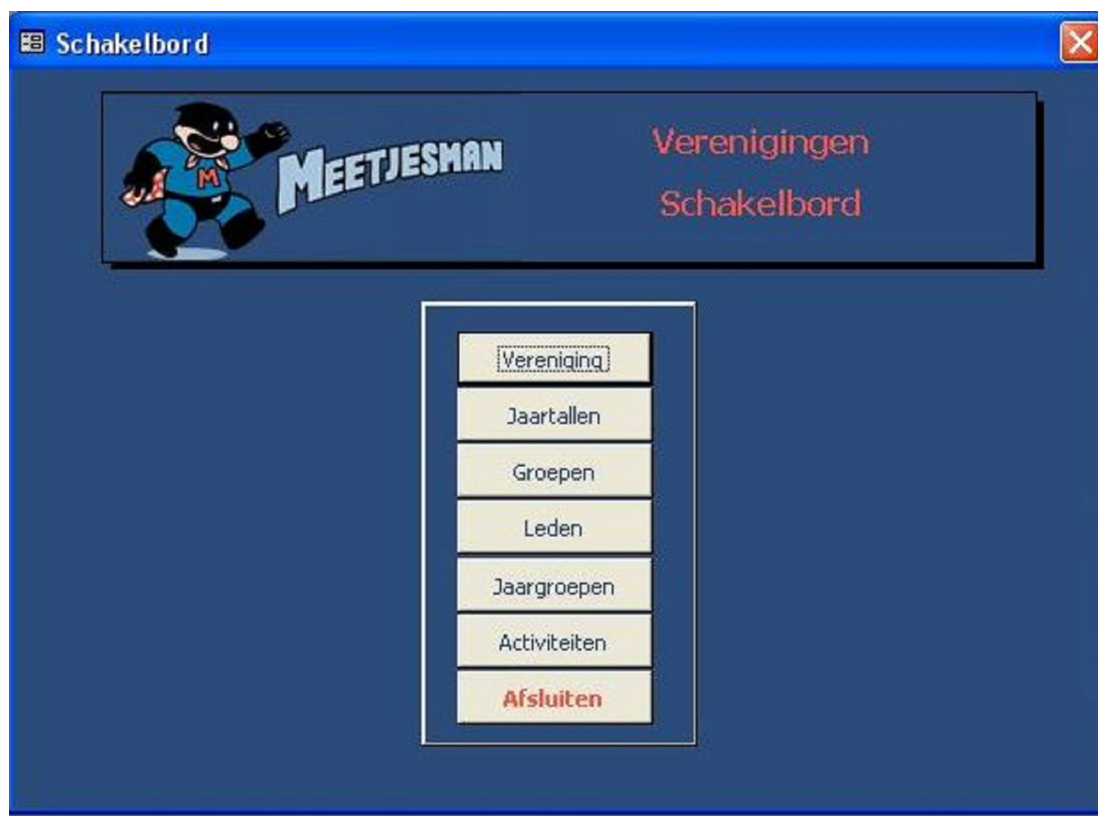 Schakelbord
M
MEETJESMAN
Verenigingen
Schakelbord
Vereniging
Jaartallen
Groepen
Leden
Jaargroepen
Activiteiten
Afsluiten